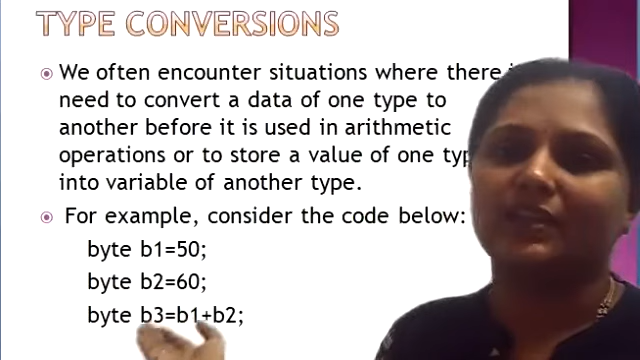 TYPE CONVERSIONS
We often encounter situations where there
need to convert a data of one type to
another before it is used in arithmetic
operations or to store a value of one
into variable of another type.
For example, consider the code below:
byte b1=50;
byte b2=60;
byte b3=b1+b2;